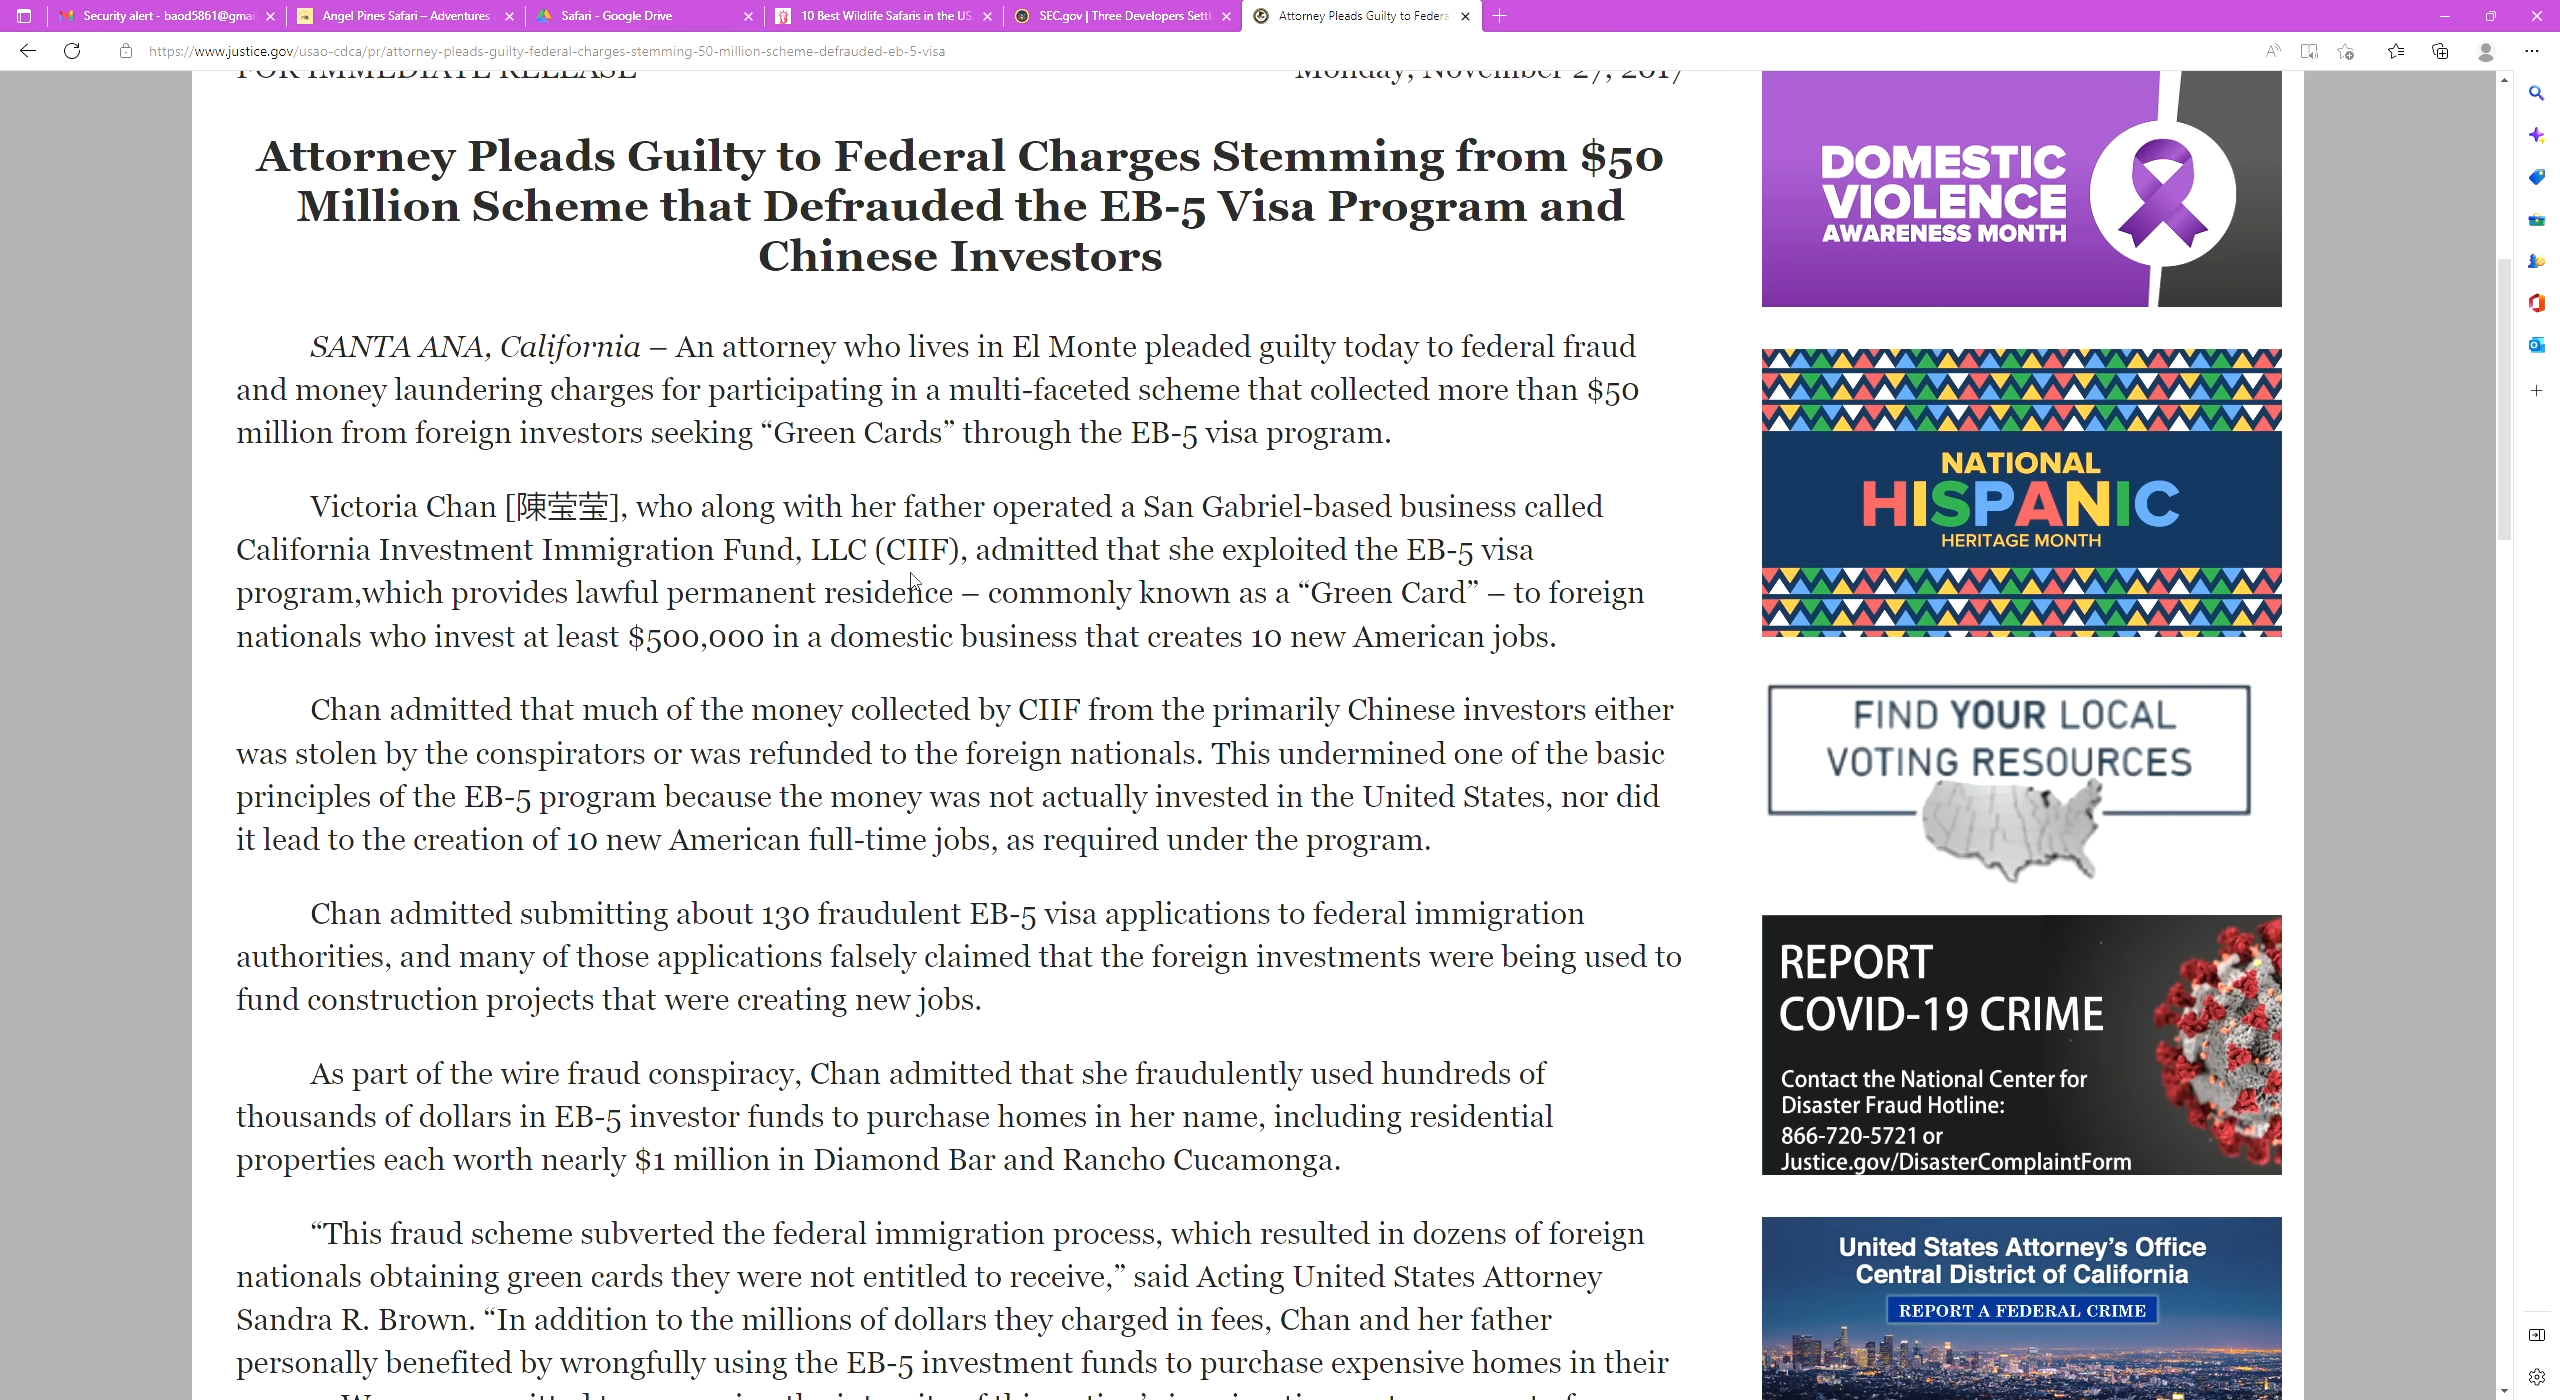 Security alert - baod5861@gmai
Angel Pines Safari – Adventures
Safari - Google Drive
10 Best Wildlife Safaris in the US
SEC.gov | Three Developers Settl
Attorney Pleads Guilty to Federa
https://www.justice.gov/usao-cdca/pr/attorney-pleads-guilty-federal-charges-stemming-50-million-scheme-defrauded-eb-5-visa
FOR IMMEDIATE RELEASE
Monday, November 27, 2017
Attorney Pleads Guilty to Federal Charges Stemming from $50
Million Scheme that Defrauded the EB-5 Visa Program and
Chinese Investors
SANTA ANA, California – An attorney who lives in El Monte pleaded guilty today to federal fraud
and money laundering charges for participating in a multi-faceted scheme that collected more than $50
million from foreign investors seeking “Green Cards” through the EB-5 visa program.
Victoria Chan [陳莹莹], who along with her father operated a San Gabriel-based business called
California Investment Immigration Fund, LLC (CIIF), admitted that she exploited the EB-5 visa
program,which provides lawful permanent residence – commonly known as a “Green Card” – to foreign
nationals who invest at least $500,000 in a domestic business that creates 10 new American jobs.
Chan admitted that much of the money collected by CIIF from the primarily Chinese investors either
was stolen by the conspirators or was refunded to the foreign nationals. This undermined one of the basic
principles of the EB-5 program because the money was not actually invested in the United States, nor did
it lead to the creation of 10 new American full-time jobs, as required under the program.
Chan admitted submitting about 130 fraudulent EB-5 visa applications to federal immigration
authorities, and many of those applications falsely claimed that the foreign investments were being used to
fund construction projects that were creating new jobs.
As part of the wire fraud conspiracy, Chan admitted that she fraudulently used hundreds of
thousands of dollars in EB-5 investor funds to purchase homes in her name, including residential
properties each worth nearly $1 million in Diamond Bar and Rancho Cucamonga.
“This fraud scheme subverted the federal immigration process, which resulted in dozens of foreign
nationals obtaining green cards they were not entitled to receive,” said Acting United States Attorney
Sandra R. Brown. “In addition to the millions of dollars they charged in fees, Chan and her father
personally benefited by wrongfully using the EB-5 investment funds to purchase expensive homes in their
DOMESTIC
VIOLENCE
AWARENESS MONTH
NATIONAL
HISPANIC
HERITAGE MONTH
FIND YOUR LOCAL
VOTING RESOURCES
REPORT
COVID-19 CRIME
Contact the National Center for
Disaster Fraud Hotline:
866-720-5721 or
Justice.gov/DisasterComplaintForm
United States Attorney’s Office
Central District of California
REPORT A FEDERAL CRIME